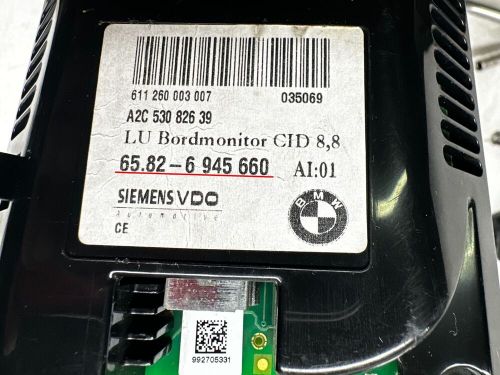 611 260 003 007 035069
A2C 530 826 39
LU Bordmonitor CID 8,8
65.82-6 945 660 AI:01
SIEMENS VDO
Automotive
CE
BMW
992705331